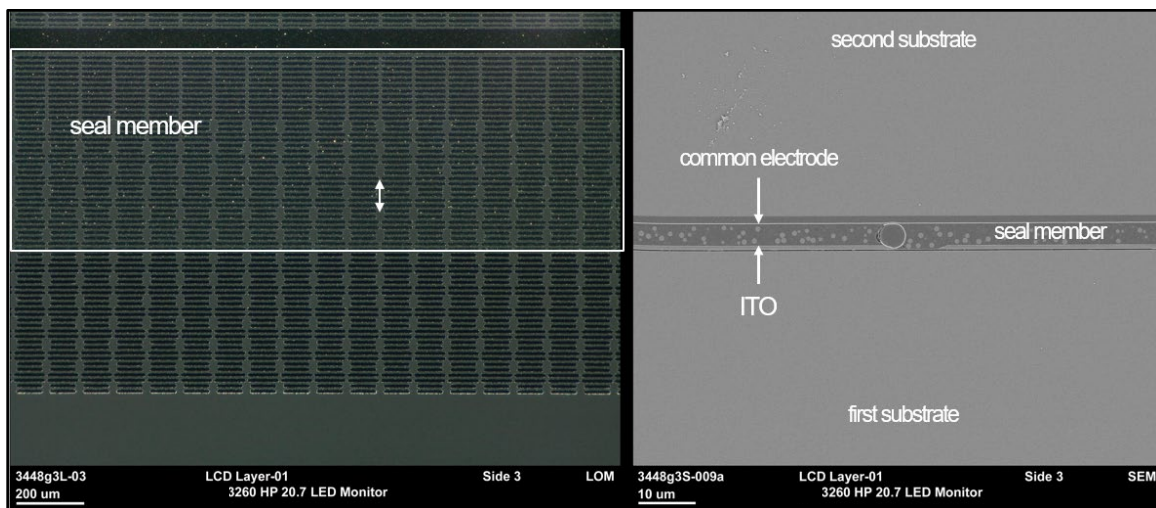 seal member
3448g3L-03 LCD Layer-01 Side 3 LOM
200 um 3260 HP 20.7 LED Monitor
second substrate
common electrode
seal member
ITO
first substrate
3448g3S-009a LCD Layer-01 Side 3 SEM
10 um 3260 HP 20.7 LED Monitor